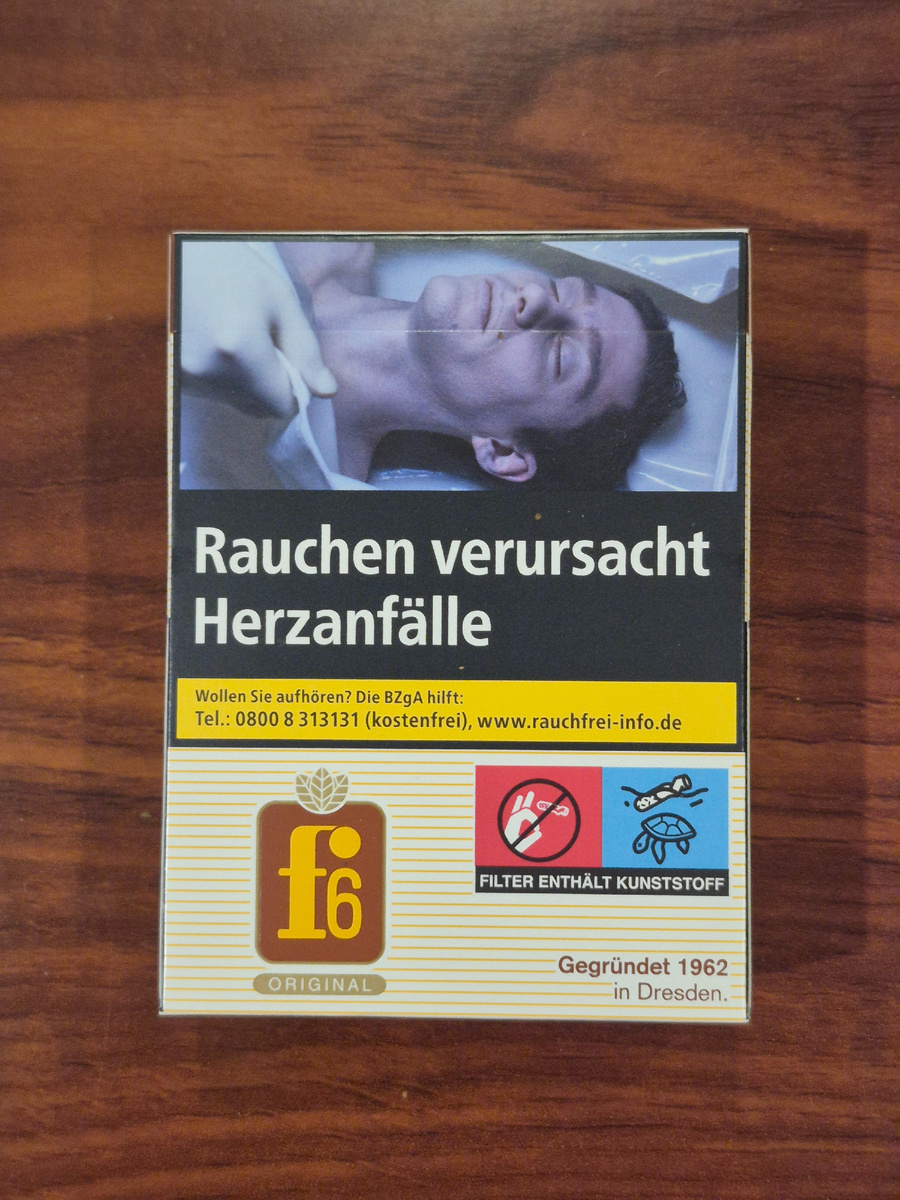 Rauchen verursacht
Herzanfälle
Wollen Sie aufhören? Die BZgA hilft:
Tel.: 0800 8 313131 (kostenfrei), www.rauchfrei-info.de
f6
ORIGINAL
FILTER ENTHÄLT KUNSTSTOFF
Gegründet 1962
in Dresden.